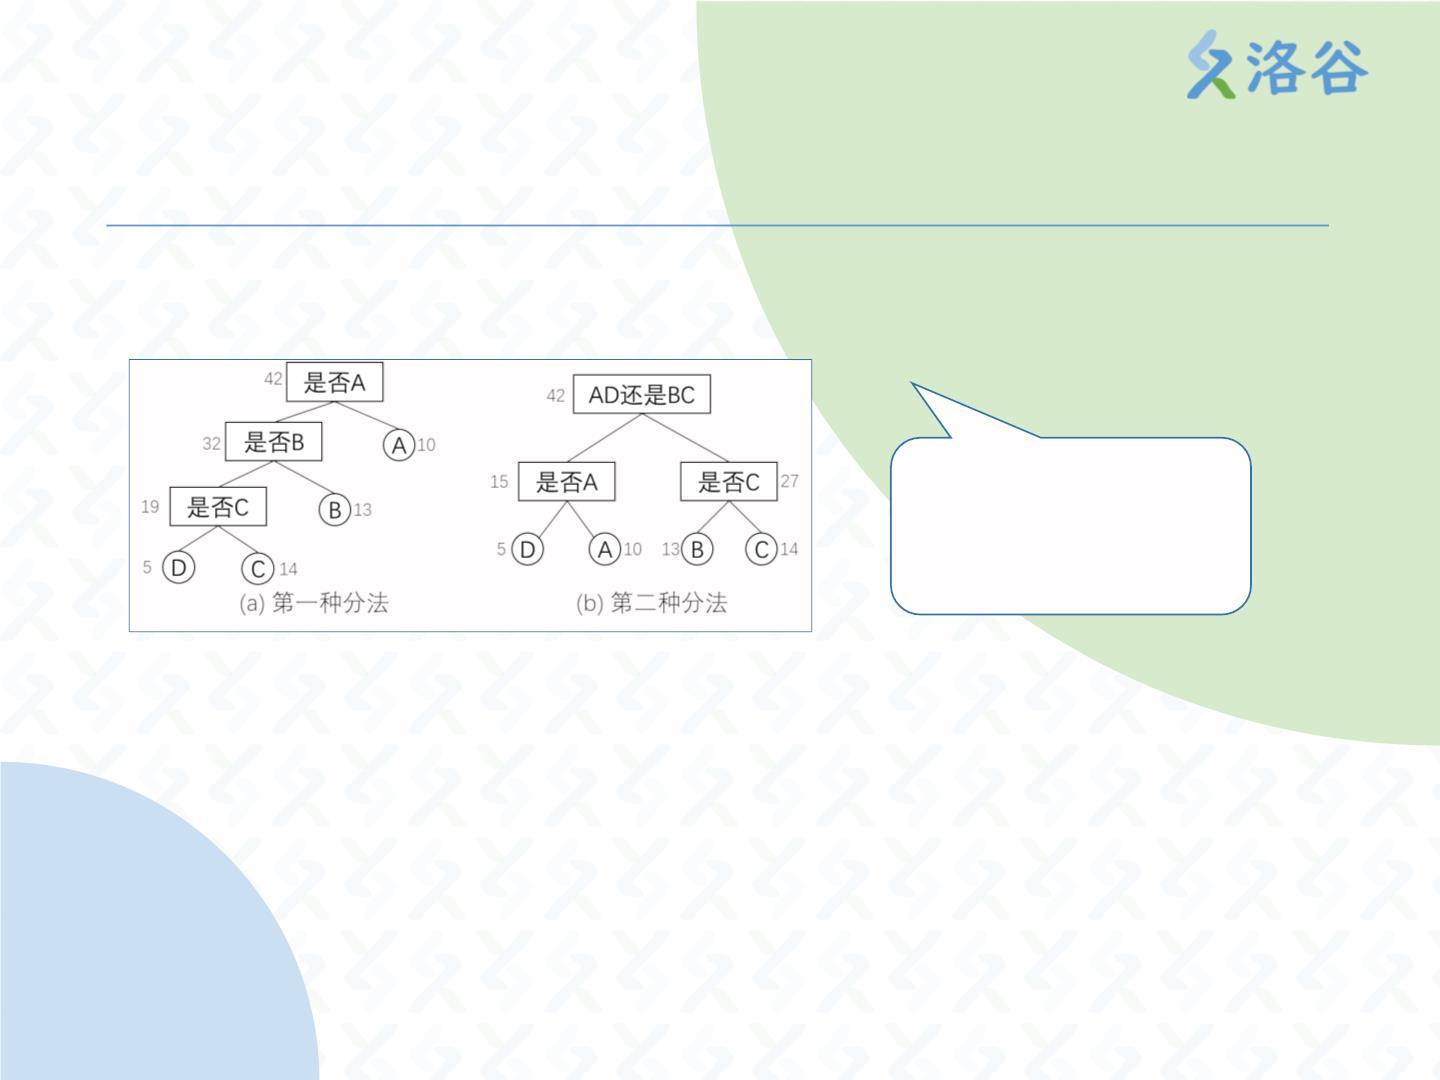 洛谷
42 是否A
32 是否B A 10
19 是否C B 13
5 D C 14
(a) 第一种分法
42 AD还是BC
15 是否A 是否C 27
5 D A 10 13 B C 14
(b) 第二种分法